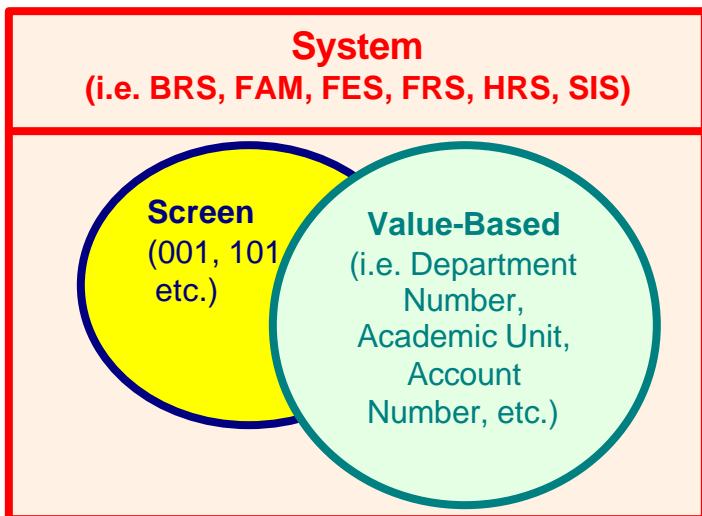 System
(i.e. BRS, FAM, FES, FRS, HRS, SIS)
Screen
(001, 101
etc.)
Value-Based
(i.e. Department
Number,
Academic Unit,
Account
Number, etc.)